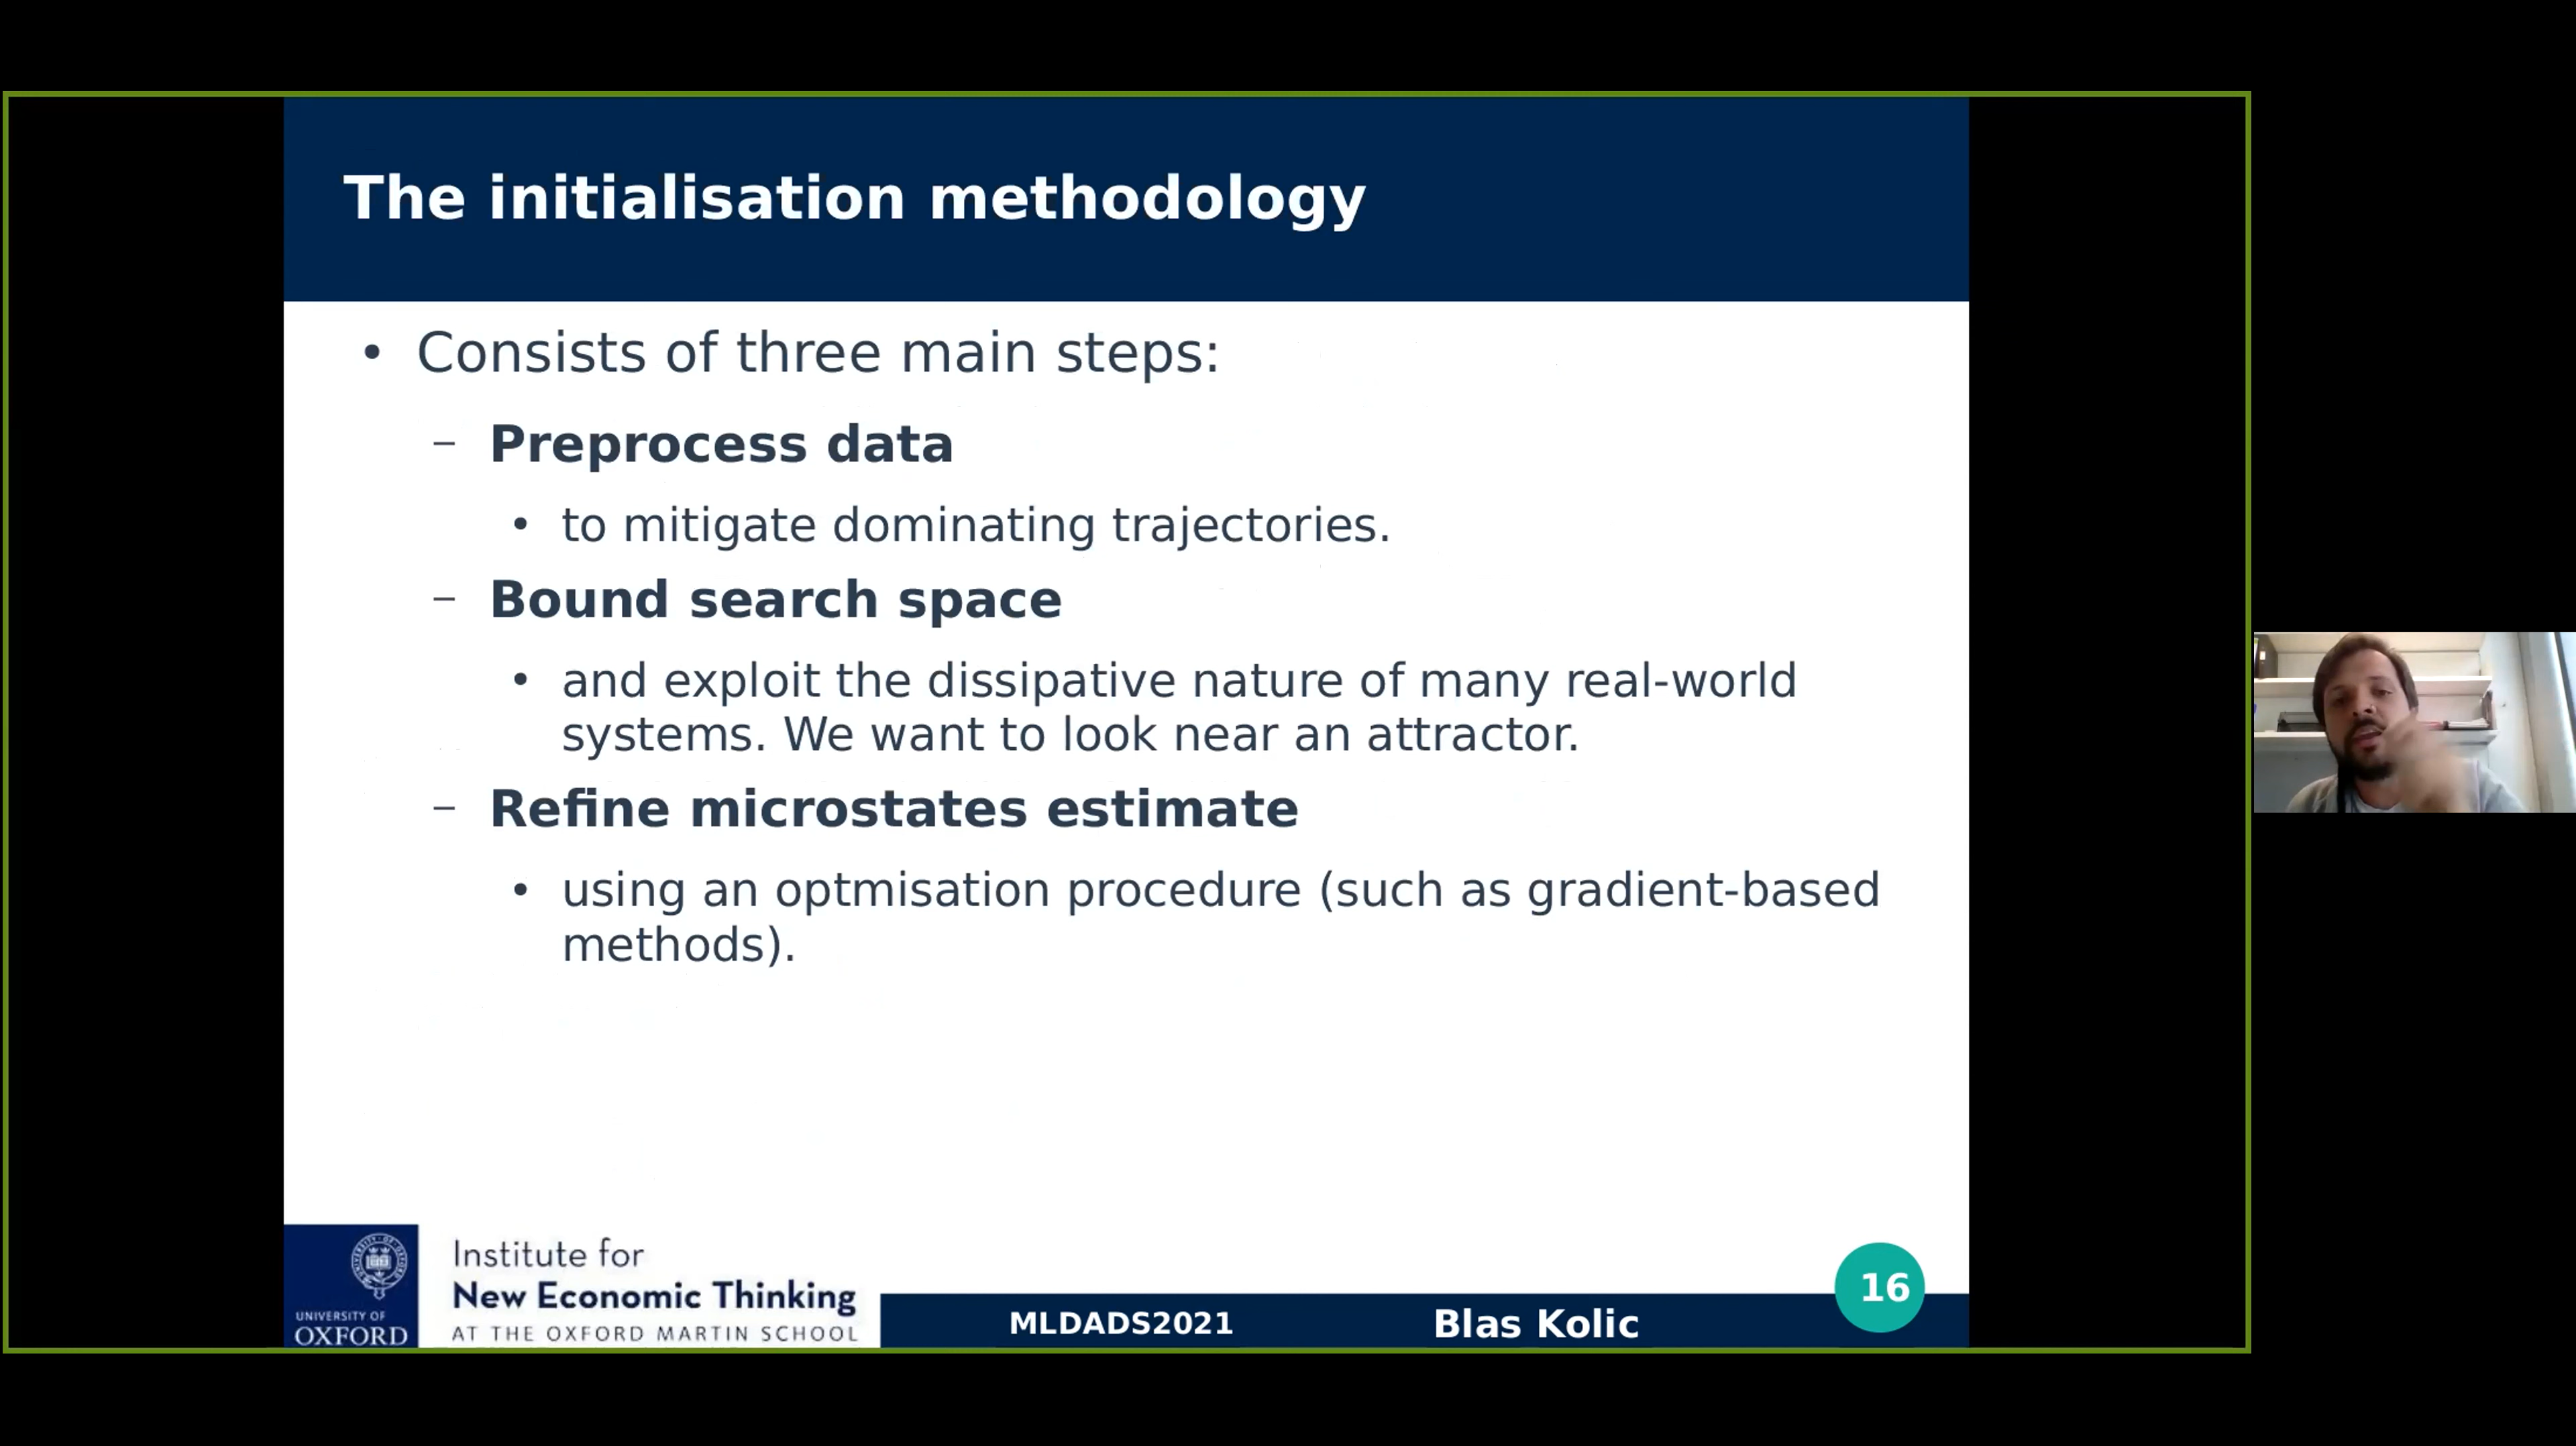 The initialisation methodology
• Consists of three main steps:
– Preprocess data
• to mitigate dominating trajectories.
– Bound search space
• and exploit the dissipative nature of many real-world
systems. We want to look near an attractor.
– Refine microstates estimate
• using an optmisation procedure (such as gradient-based
methods).
UNIVERSITY OF
OXFORD
Institute for
New Economic Thinking
AT THE OXFORD MARTIN SCHOOL
MLDADS2021
Blas Kolic
16